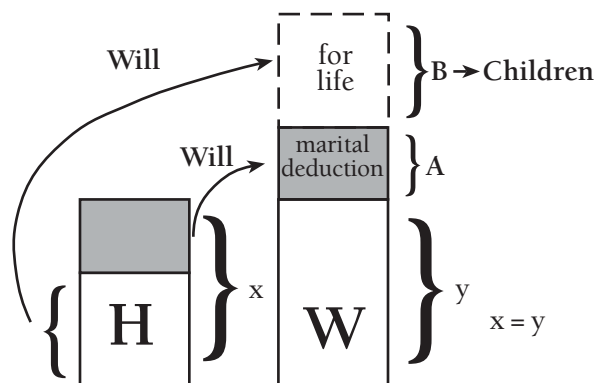 Will
for
life
B → Children
Will
marital
deduction
A
H
x
W
y
x = y